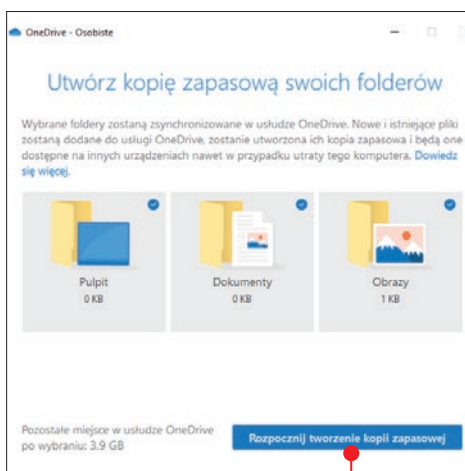 OneDrive - Osobiste
Utwórz kopię zapasową swoich folderów
Wybrane foldery zostaną zsynchronizowane w usłudze OneDrive. Nowe i istniejące pliki
zostaną dodane do usługi OneDrive, zostanie utworzona ich kopia zapasowa i będą one
dostępne na innych urządzeniach nawet w przypadku utraty tego komputera. Dowiedz
się więcej.
Pulpit
0 KB
Dokumenty
0 KB
Obrazy
1 KB
Pozostałe miejsce w usłudze OneDrive
po wybraniu: 3.9 GB
Rozpocznij tworzenie kopii zapasowej